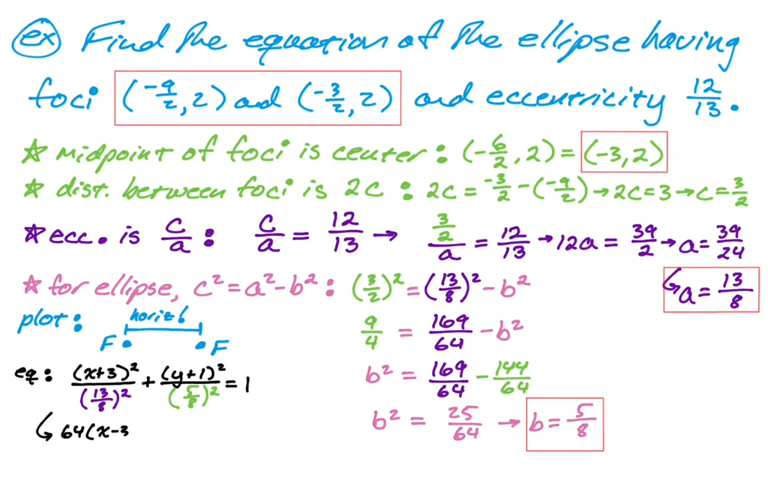 ex Find the equation of the ellipse having
foci (-9/2, 2) and (-3/2, 2) and eccentricity 12/13.
☆ midpoint of foci is center: (-6/2, 2) = (-3, 2)
☆ dist. between foci is 2c: 2c = -3/2 - (-9/2) → 2c = 3 → c = 3/2
☆ ecc. is c/a: c/a = 12/13 → (3/2)/a = 12/13 → 12a = 39/2 → a = 39/24
↳ a = 13/8
☆ for ellipse, c² = a² - b²: (3/2)² = (13/8)² - b²
plot: horiz!
F F
9/4 = 169/64 - b²
eq: (x+3)²/(13/8)² + (y+1)²/(5/8)² = 1
b² = 169/64 - 144/64
↳ 64(x-3
b² = 25/64 → b = 5/8